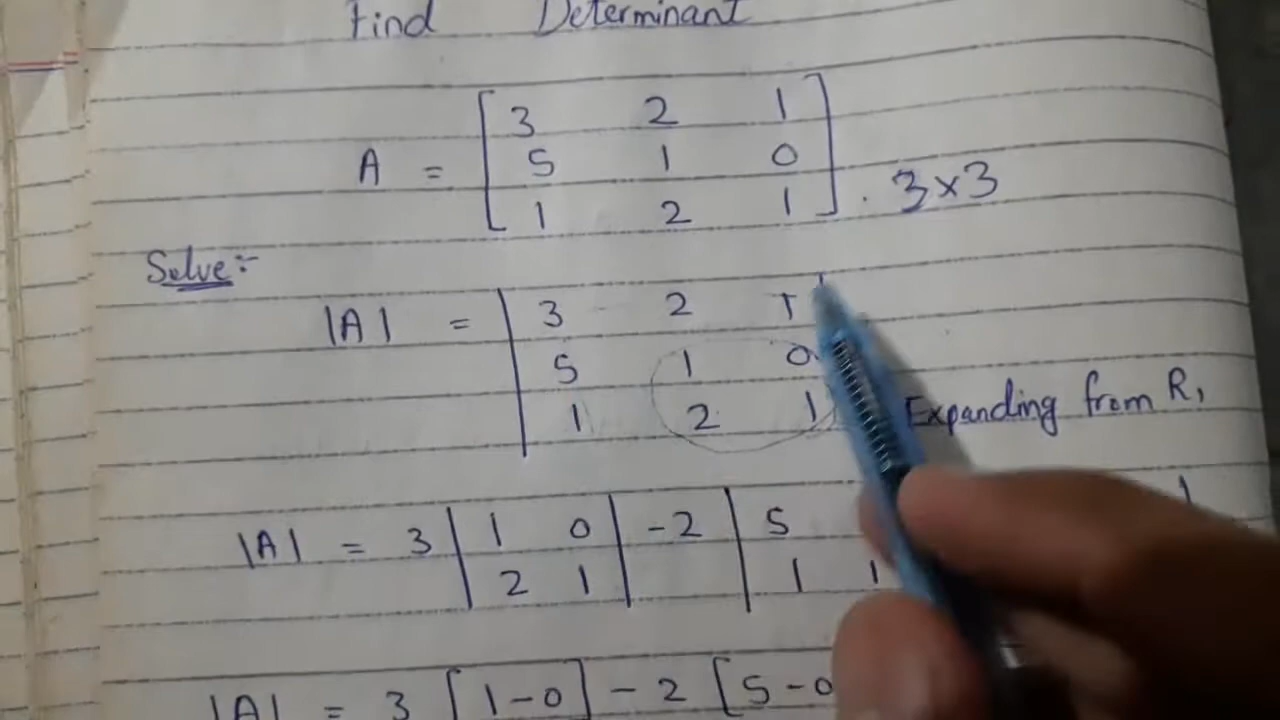 Find Determinant
3 2 1
A = 5 1 0
1 2 1 . 3×3
Solve:-
|A| = 3 2 1
5 1 0
1 2 1 Expanding from R1
|A| = 3 | 1 0 | -2 | 5
2 1 1 1
|A| = 3 [1-0] - 2 [5-0